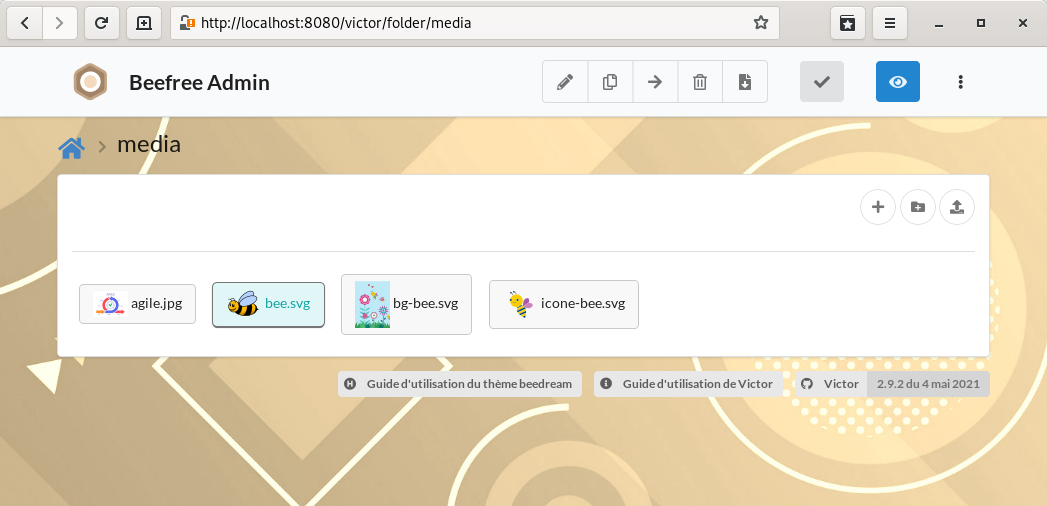 http://localhost:8080/victor/folder/media
Beefree Admin
media
agile.jpg
bee.svg
bg-bee.svg
icone-bee.svg
Guide d'utilisation du thème beedream
Guide d'utilisation de Victor
Victor 2.9.2 du 4 mai 2021